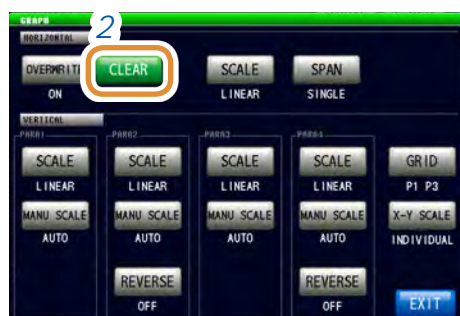 GRAPH
HORIZONTAL
2
OVERWRITE CLEAR SCALE SPAN
ON LINEAR SINGLE
VERTICAL
PARA1 PARA2 PARA3 PARA4
SCALE SCALE SCALE SCALE GRID
LINEAR LINEAR LINEAR LINEAR P1 P3
MANU SCALE MANU SCALE MANU SCALE MANU SCALE X-Y SCALE
AUTO AUTO AUTO AUTO INDIVIDUAL
REVERSE REVERSE
OFF OFF EXIT